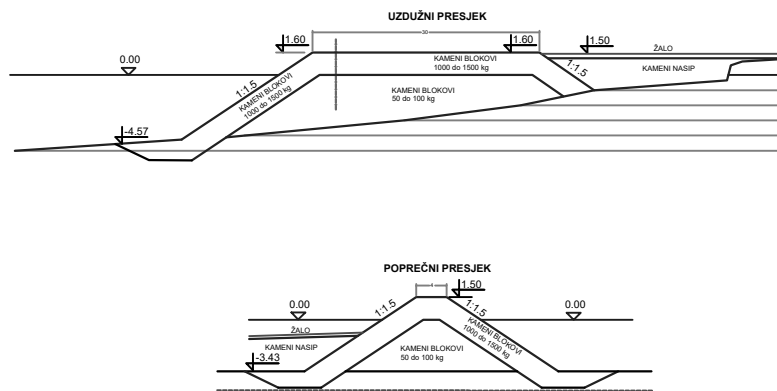 UZDUŽNI PRESJEK
30
1.60
1.60
1.50
ŽALO
0.00
KAMENI BLOKOVI
1000 do 1500 kg
KAMENI NASIP
1:1.5
KAMENI BLOKOVI
1000 do 1500 kg
KAMENI BLOKOVI
50 do 100 kg
1:1.5
-4.57
POPREČNI PRESJEK
4
1.50
0.00
1:1.5
1:1.5
0.00
ŽALO
KAMENI NASIP
KAMENI BLOKOVI
1000 do 1500 kg
KAMENI BLOKOVI
50 do 100 kg
-3.43